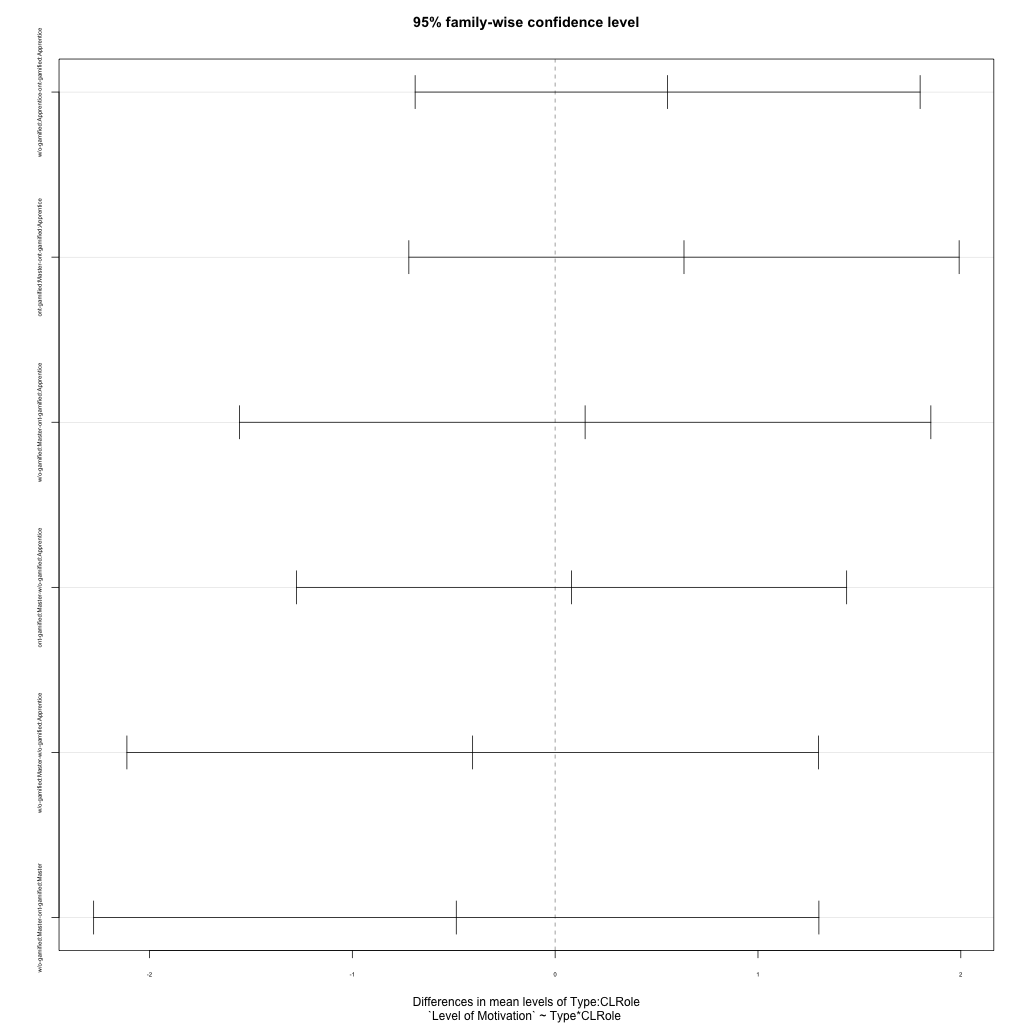 95% family-wise confidence level
w/o-gamified:Apprentice-ont-gamified:Apprentice
ont-gamified:Master-ont-gamified:Apprentice
w/o-gamified:Master-ont-gamified:Apprentice
ont-gamified:Master-w/o-gamified:Apprentice
w/o-gamified:Master-w/o-gamified:Apprentice
w/o-gamified:Master-ont-gamified:Master
-2 -1 0 1 2
Differences in mean levels of Type:CLRole
`Level of Motivation` ~ Type*CLRole